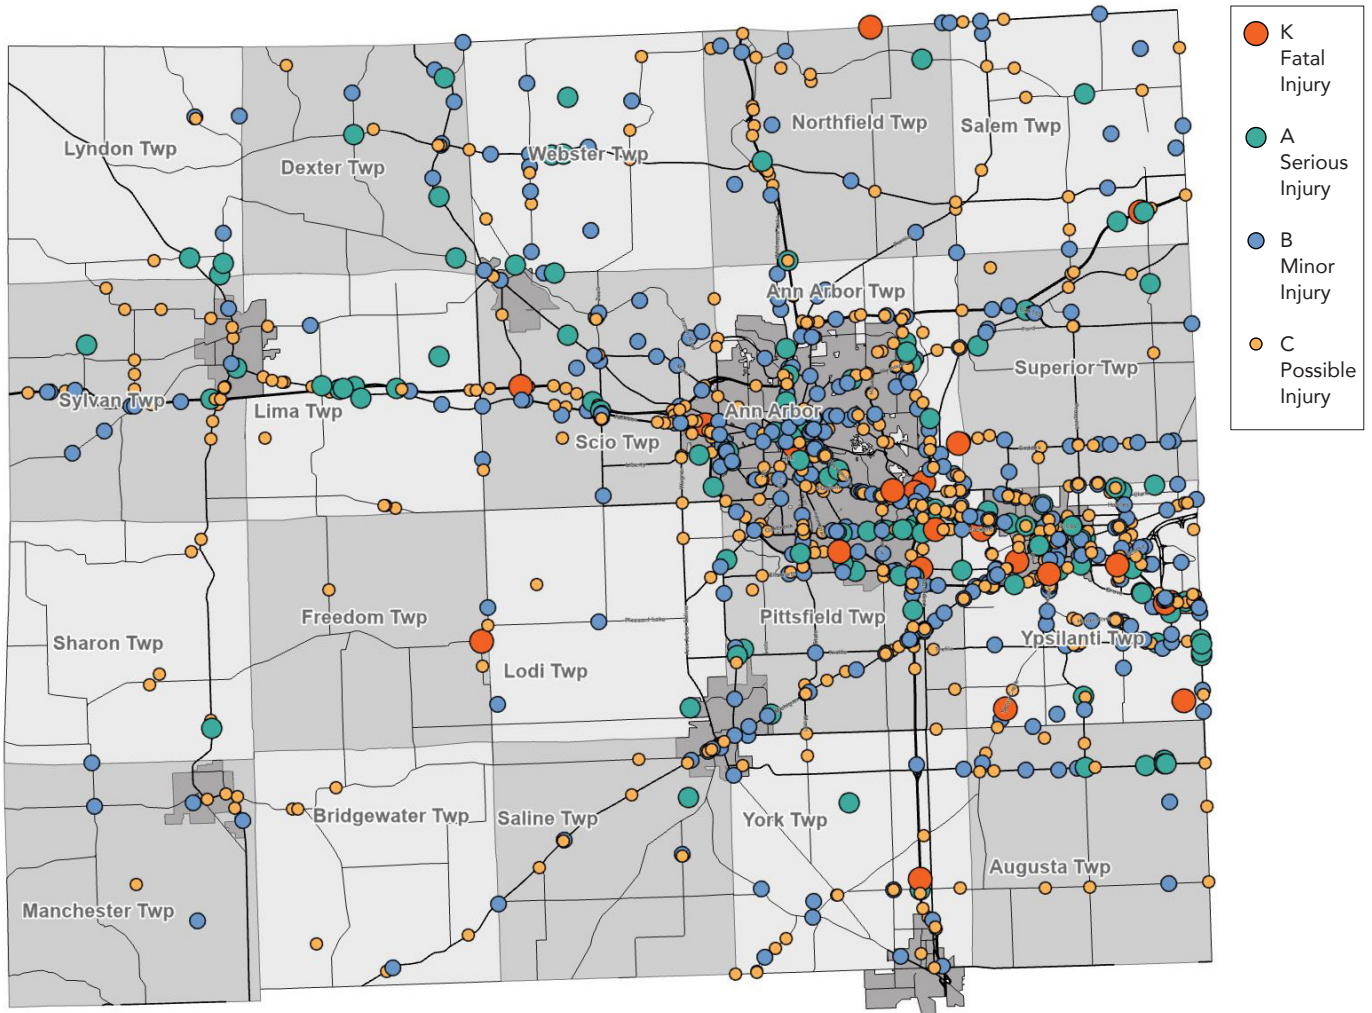 K
Fatal
Injury
A
Serious
Injury
B
Minor
Injury
C
Possible
Injury
Northfield Twp
Salem Twp
Lyndon Twp
Dexter Twp
Webster Twp
Ann Arbor Twp
Superior Twp
Sylvan Twp
Lima Twp
Ann Arbor
Scio Twp
Freedom Twp
Pittsfield Twp
Sharon Twp
Ypsilanti Twp
Lodi Twp
Bridgewater Twp
Saline Twp
York Twp
Augusta Twp
Manchester Twp